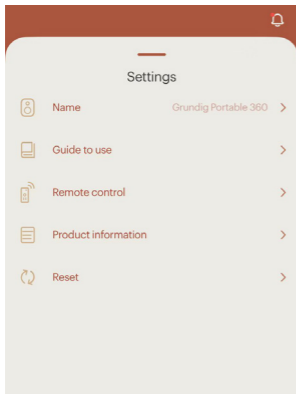 Settings
Name Grundig Portable 360
Guide to use
Remote control
Product information
Reset